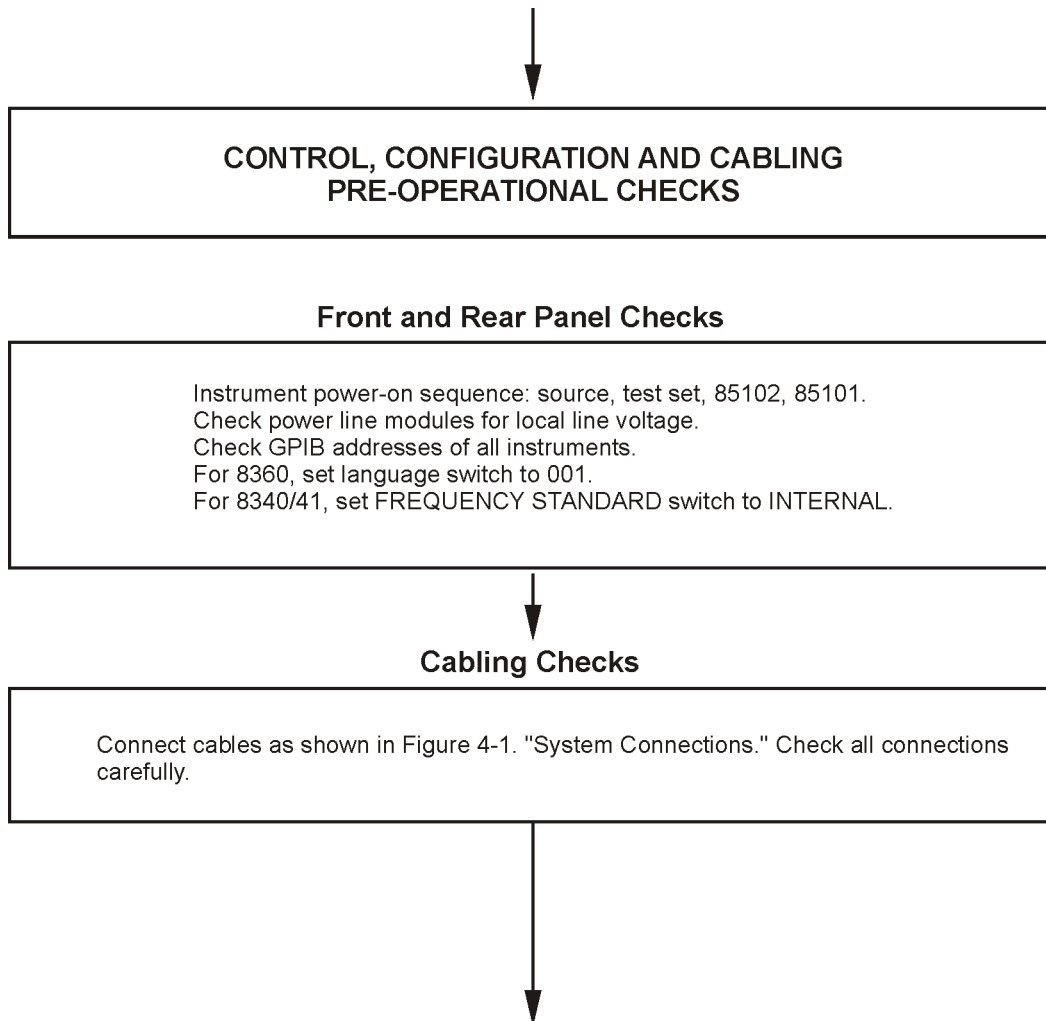 CONTROL, CONFIGURATION AND CABLING
PRE-OPERATIONAL CHECKS
Front and Rear Panel Checks
Instrument power-on sequence: source, test set, 85102, 85101.
Check power line modules for local line voltage.
Check GPIB addresses of all instruments.
For 8360, set language switch to 001.
For 8340/41, set FREQUENCY STANDARD switch to INTERNAL.
Cabling Checks
Connect cables as shown in Figure 4-1. "System Connections." Check all connections
carefully.